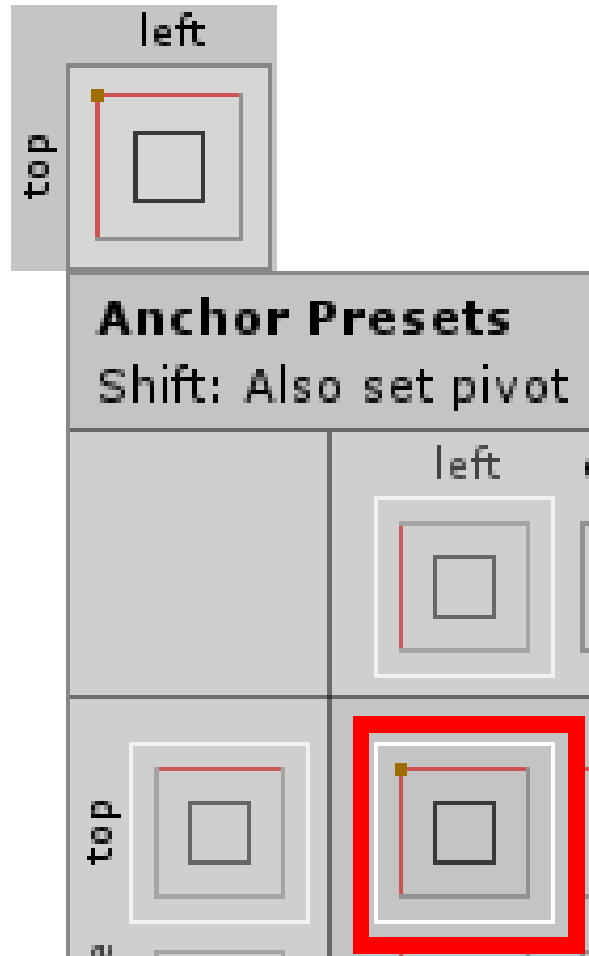 left
top
Anchor Presets
Shift: Also set pivot
left
top